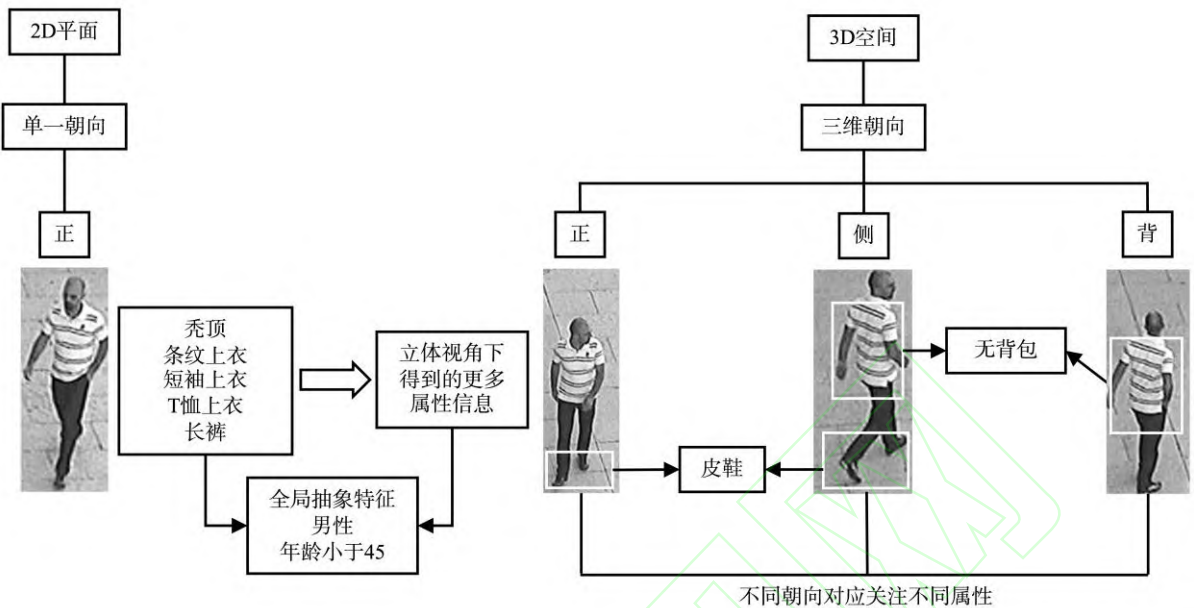 2D平面
单一朝向
正
秃顶
条纹上衣
短袖上衣
T恤上衣
长裤
立体视角下
得到的更多
属性信息
全局抽象特征
男性
年龄小于45
3D空间
三维朝向
正
侧
背
无背包
皮鞋
不同朝向对应关注不同属性